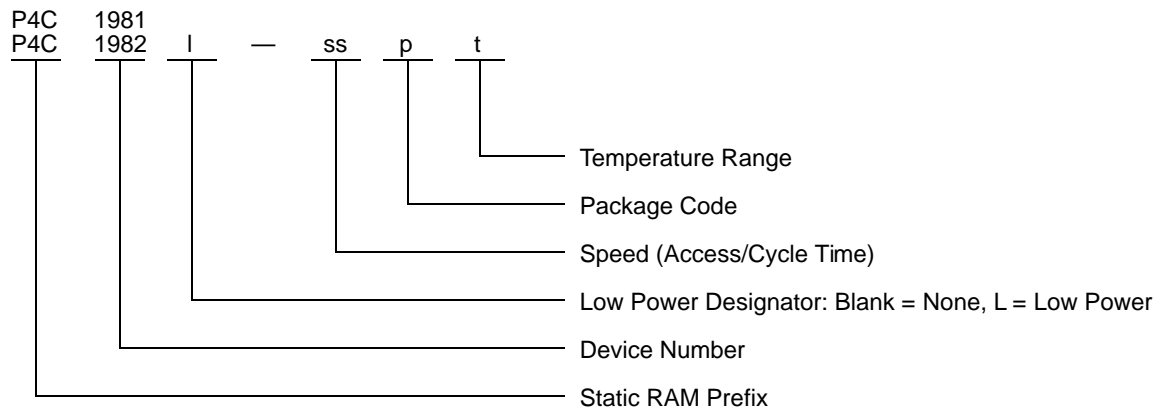 P4C 1981
P4C 1982 l — ss p t
Temperature Range
Package Code
Speed (Access/Cycle Time)
Low Power Designator: Blank = None, L = Low Power
Device Number
Static RAM Prefix